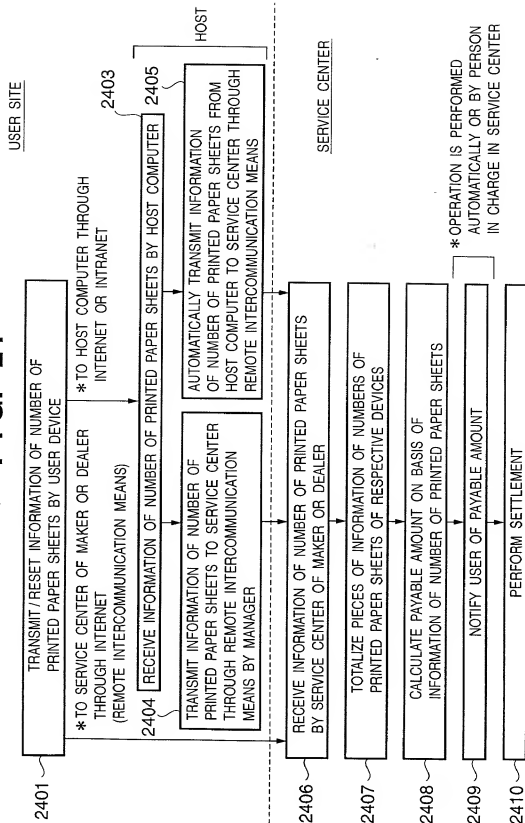 USER SITE
2401
TRANSMIT/RESET INFORMATION OF NUMBER OF
PRINTED PAPER SHEETS BY USER DEVICE
*TO SERVICE CENTER OF MAKER OR DEALER
THROUGH INTERNET
(REMOTE INTERCOMMUNICATION MEANS)
*TO HOST COMPUTER THROUGH
INTERNET OR INTRANET
2403
RECEIVE INFORMATION OF NUMBER OF PRINTED PAPER SHEETS BY HOST COMPUTER
HOST
2404
TRANSMIT INFORMATION OF NUMBER OF
PRINTED PAPER SHEETS TO SERVICE CENTER
THROUGH REMOTE INTERCOMMUNICATION
MEANS BY MANAGER
2405
AUTOMATICALLY TRANSMIT INFORMATION
OF NUMBER OF PRINTED PAPER SHEETS FROM
HOST COMPUTER TO SERVICE CENTER THROUGH
REMOTE INTERCOMMUNICATION MEANS
SERVICE CENTER
2406
RECEIVE INFORMATION OF NUMBER OF PRINTED PAPER SHEETS
BY SERVICE CENTER OF MAKER OR DEALER
2407
TOTALIZE PIECES OF INFORMATION OF NUMBERS OF
PRINTED PAPER SHEETS OF RESPECTIVE DEVICES
2408
CALCULATE PAYABLE AMOUNT ON BASIS OF
INFORMATION OF NUMBER OF PRINTED PAPER SHEETS
2409
NOTIFY USER OF PAYABLE AMOUNT
*OPERATION IS PERFORMED
AUTOMATICALLY OR BY PERSON
IN CHARGE IN SERVICE CENTER
2410
PERFORM SETTLEMENT